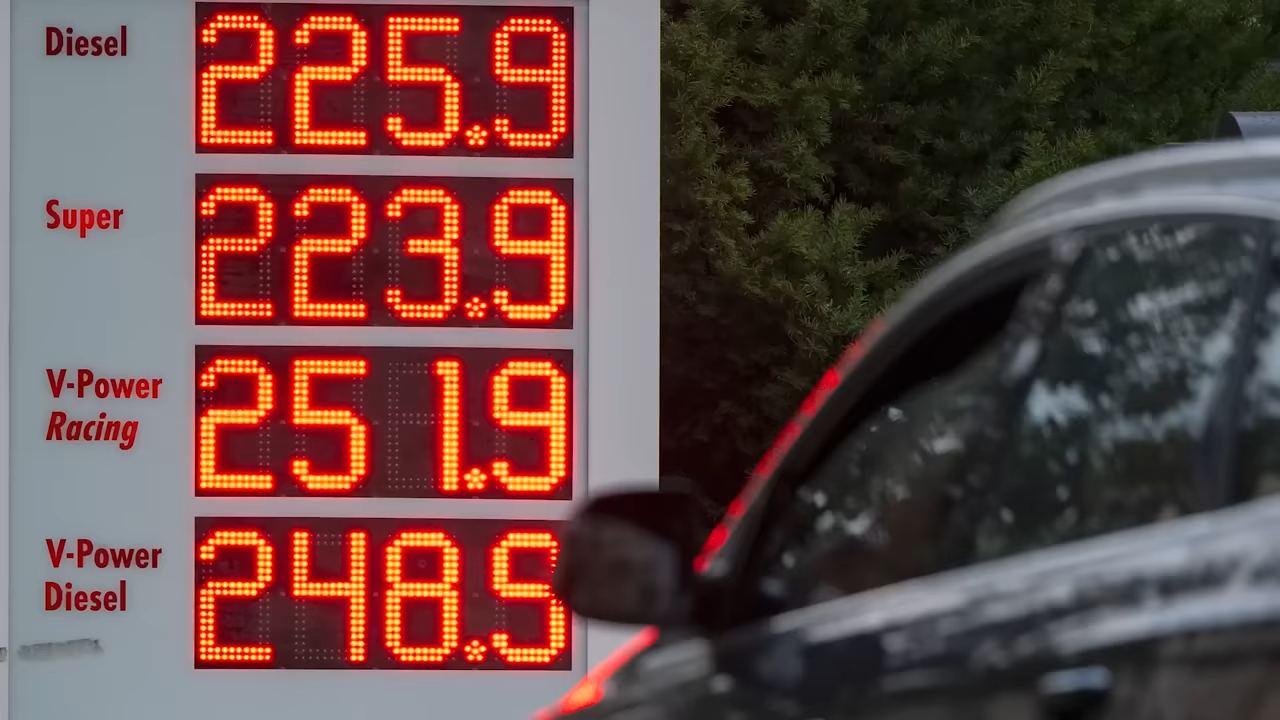 Diesel 225.9
Super 223.9
V-Power
Racing 251.9
V-Power
Diesel 248.9